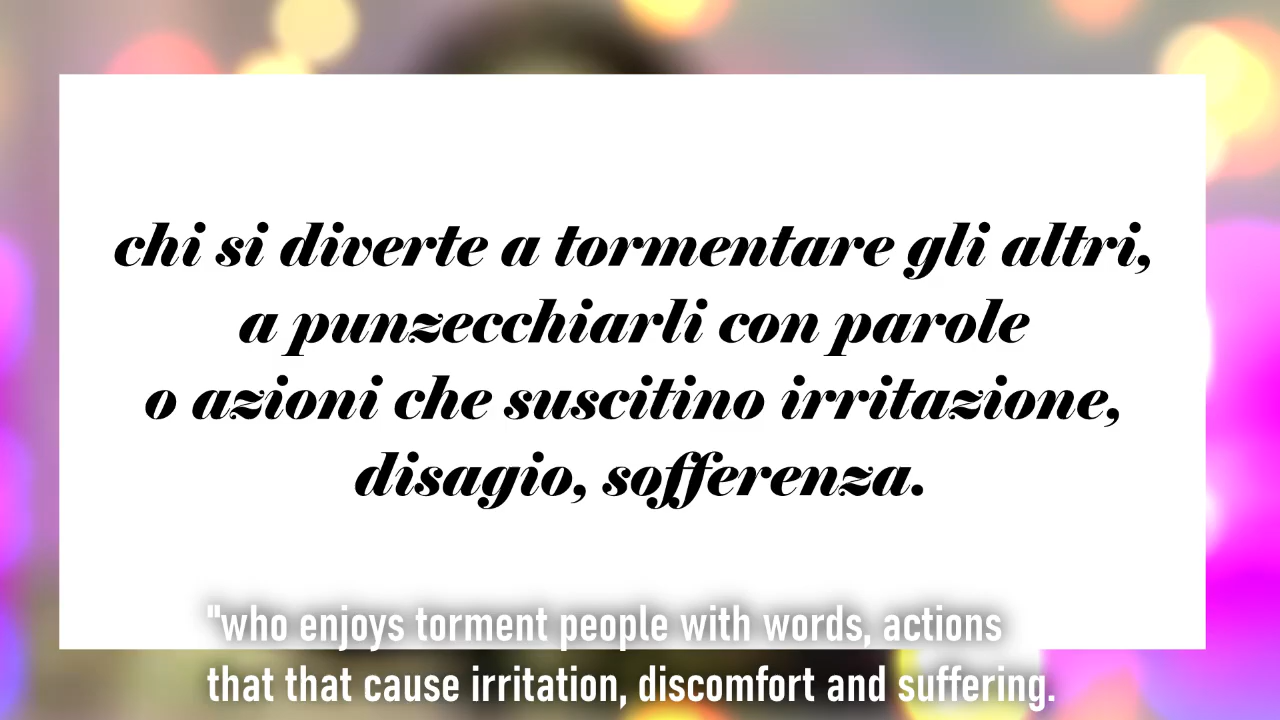 chi si diverte a tormentare gli altri,
a punzecchiarli con parole
o azioni che suscitino irritazione,
disagio, sofferenza.
"who enjoys torment people with words, actions
that that cause irritation, discomfort and suffering.